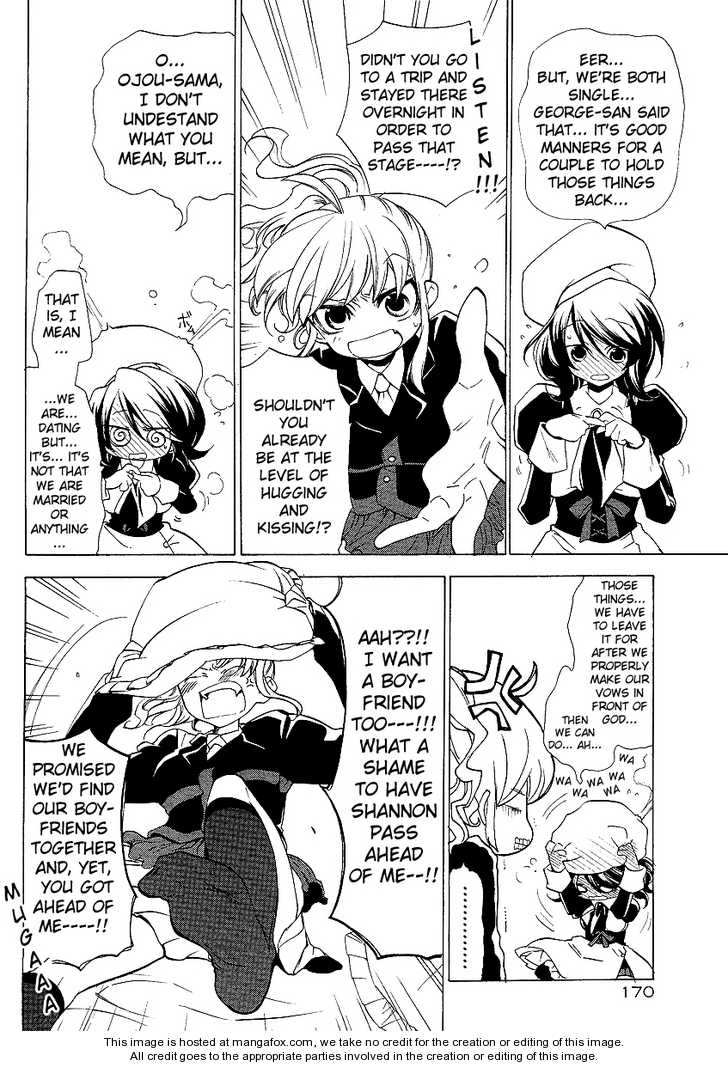 EER...
BUT, WE'RE BOTH
SINGLE...
GEORGE-SAN SAID
THAT... IT'S GOOD
MANNERS FOR A
COUPLE TO HOLD
THOSE THINGS
BACK...
LISTEN!!!
DIDN'T YOU GO
TO A TRIP AND
STAYED THERE
OVERNIGHT IN
ORDER TO
PASS THAT
STAGE----!?
SHOULDN'T
YOU
ALREADY
BE AT THE
LEVEL OF
HUGGING
AND
KISSING!?
O...
OJOU-SAMA,
I DON'T
UNDESTAND
WHAT YOU
MEAN, BUT...
ボッ
THAT
IS, I
MEAN
...
...WE
ARE...
DATING
BUT...
IT'S... IT'S
NOT THAT
WE ARE
MARRIED
OR
ANYTHING
...
THOSE
THINGS...
WE HAVE
TO LEAVE
IT FOR
AFTER WE
PROPERLY
MAKE OUR
VOWS IN
FRONT OF
GOD...
THEN
WE CAN
DO... AH...
WA
WA
WA
WA
WA
WA
..........
AAH??!!
I WANT
A BOY-
FRIEND
TOO---!!!
WHAT A
SHAME TO
HAVE
SHANNON
PASS
AHEAD
OF ME--!!
WE
PROMISED
WE'D FIND
OUR BOY-
FRIENDS
TOGETHER
AND, YET,
YOU GOT
AHEAD OF
ME----!!
MUGAAA
170
This image is hosted at mangafox.com, we take no credit for the creation or editing of this image.
All credit goes to the appropriate parties involved in the creation or editing of this image.